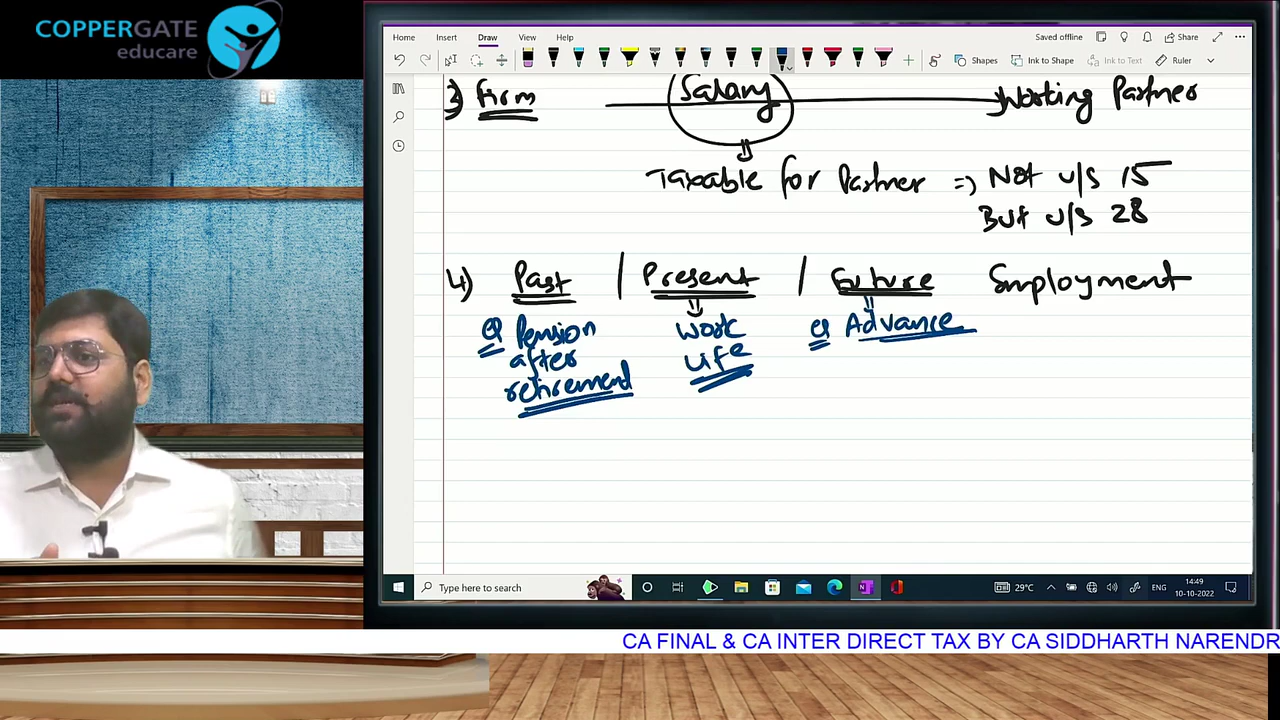 COPPERGATE
educare
Home Insert Draw View Help
Saved offline
Share
Shapes
Ink to Shape
Ink to Text
Ruler
3) Firm Salary Working Partner
Taxable for Partner => Not u/s 15
But u/s 28
4) Past | Present | Future Employment
eg Pension after retirement
Work Life
eg Advance
Type here to search
29°C
ENG
14:49
10-10-2022
CA FINAL & CA INTER DIRECT TAX BY CA SIDDHARTH NARENDR